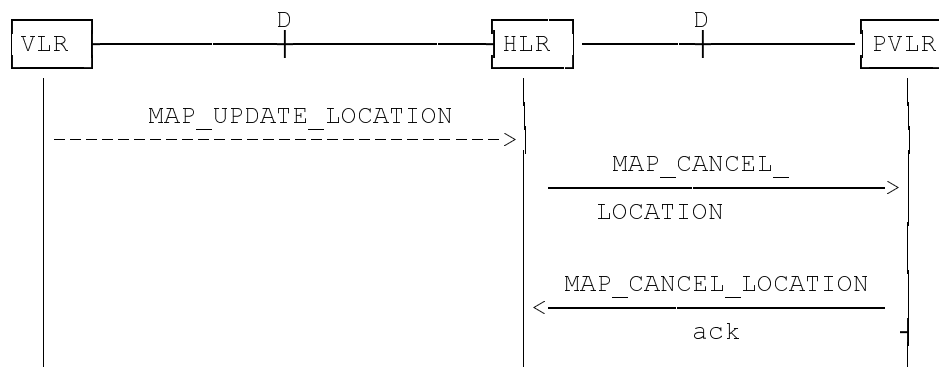 D D
VLR HLR PVLR
MAP_UPDATE_LOCATION
MAP_CANCEL_
LOCATION
MAP_CANCEL_LOCATION
ack